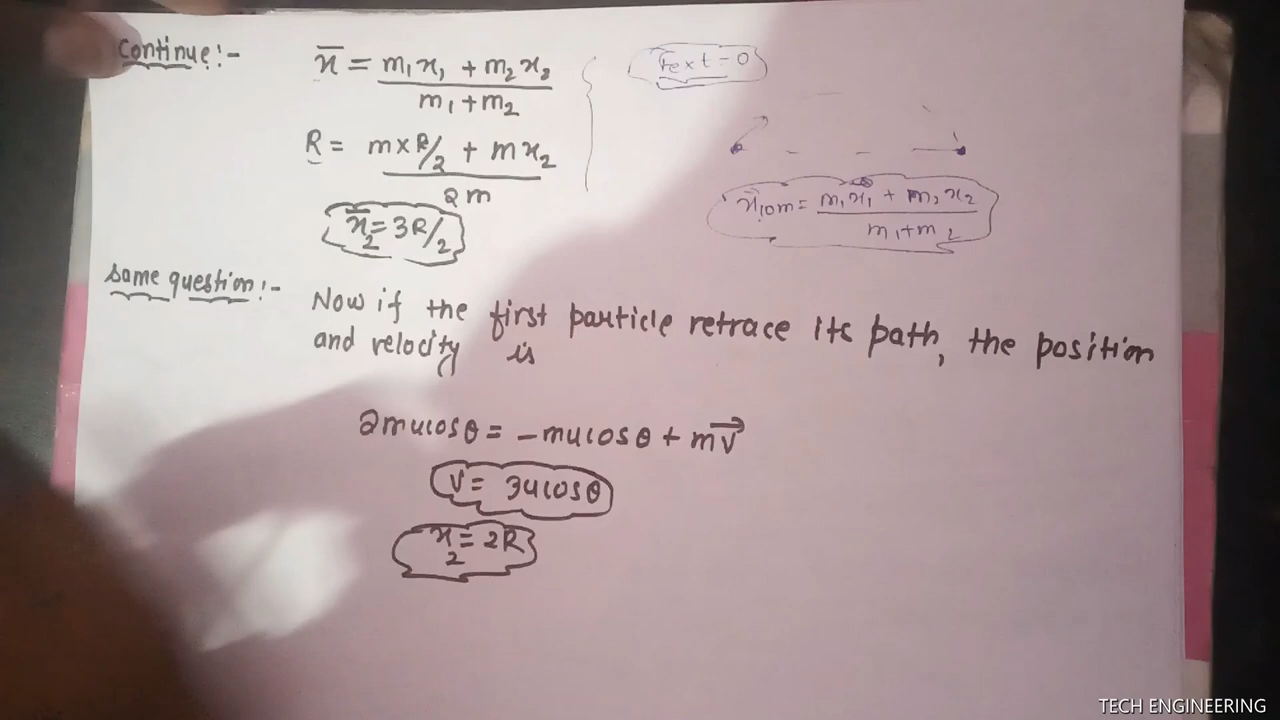 Continue:-
x̄ = m₁x₁ + m₂x₂ / m₁ + m₂
R = m×R/2 + mx₂ / 2m
x̄₂ = 3R/2
Fext = 0
m₁x₁ + m₂x₂ / m₁+m₂
Same question:-
Now if the first particle retrace its path, the position
and velocity is
2mucosθ = -mucosθ + mv⃗
V = 3ucosθ
x₂ = 2R
TECH ENGINEERING